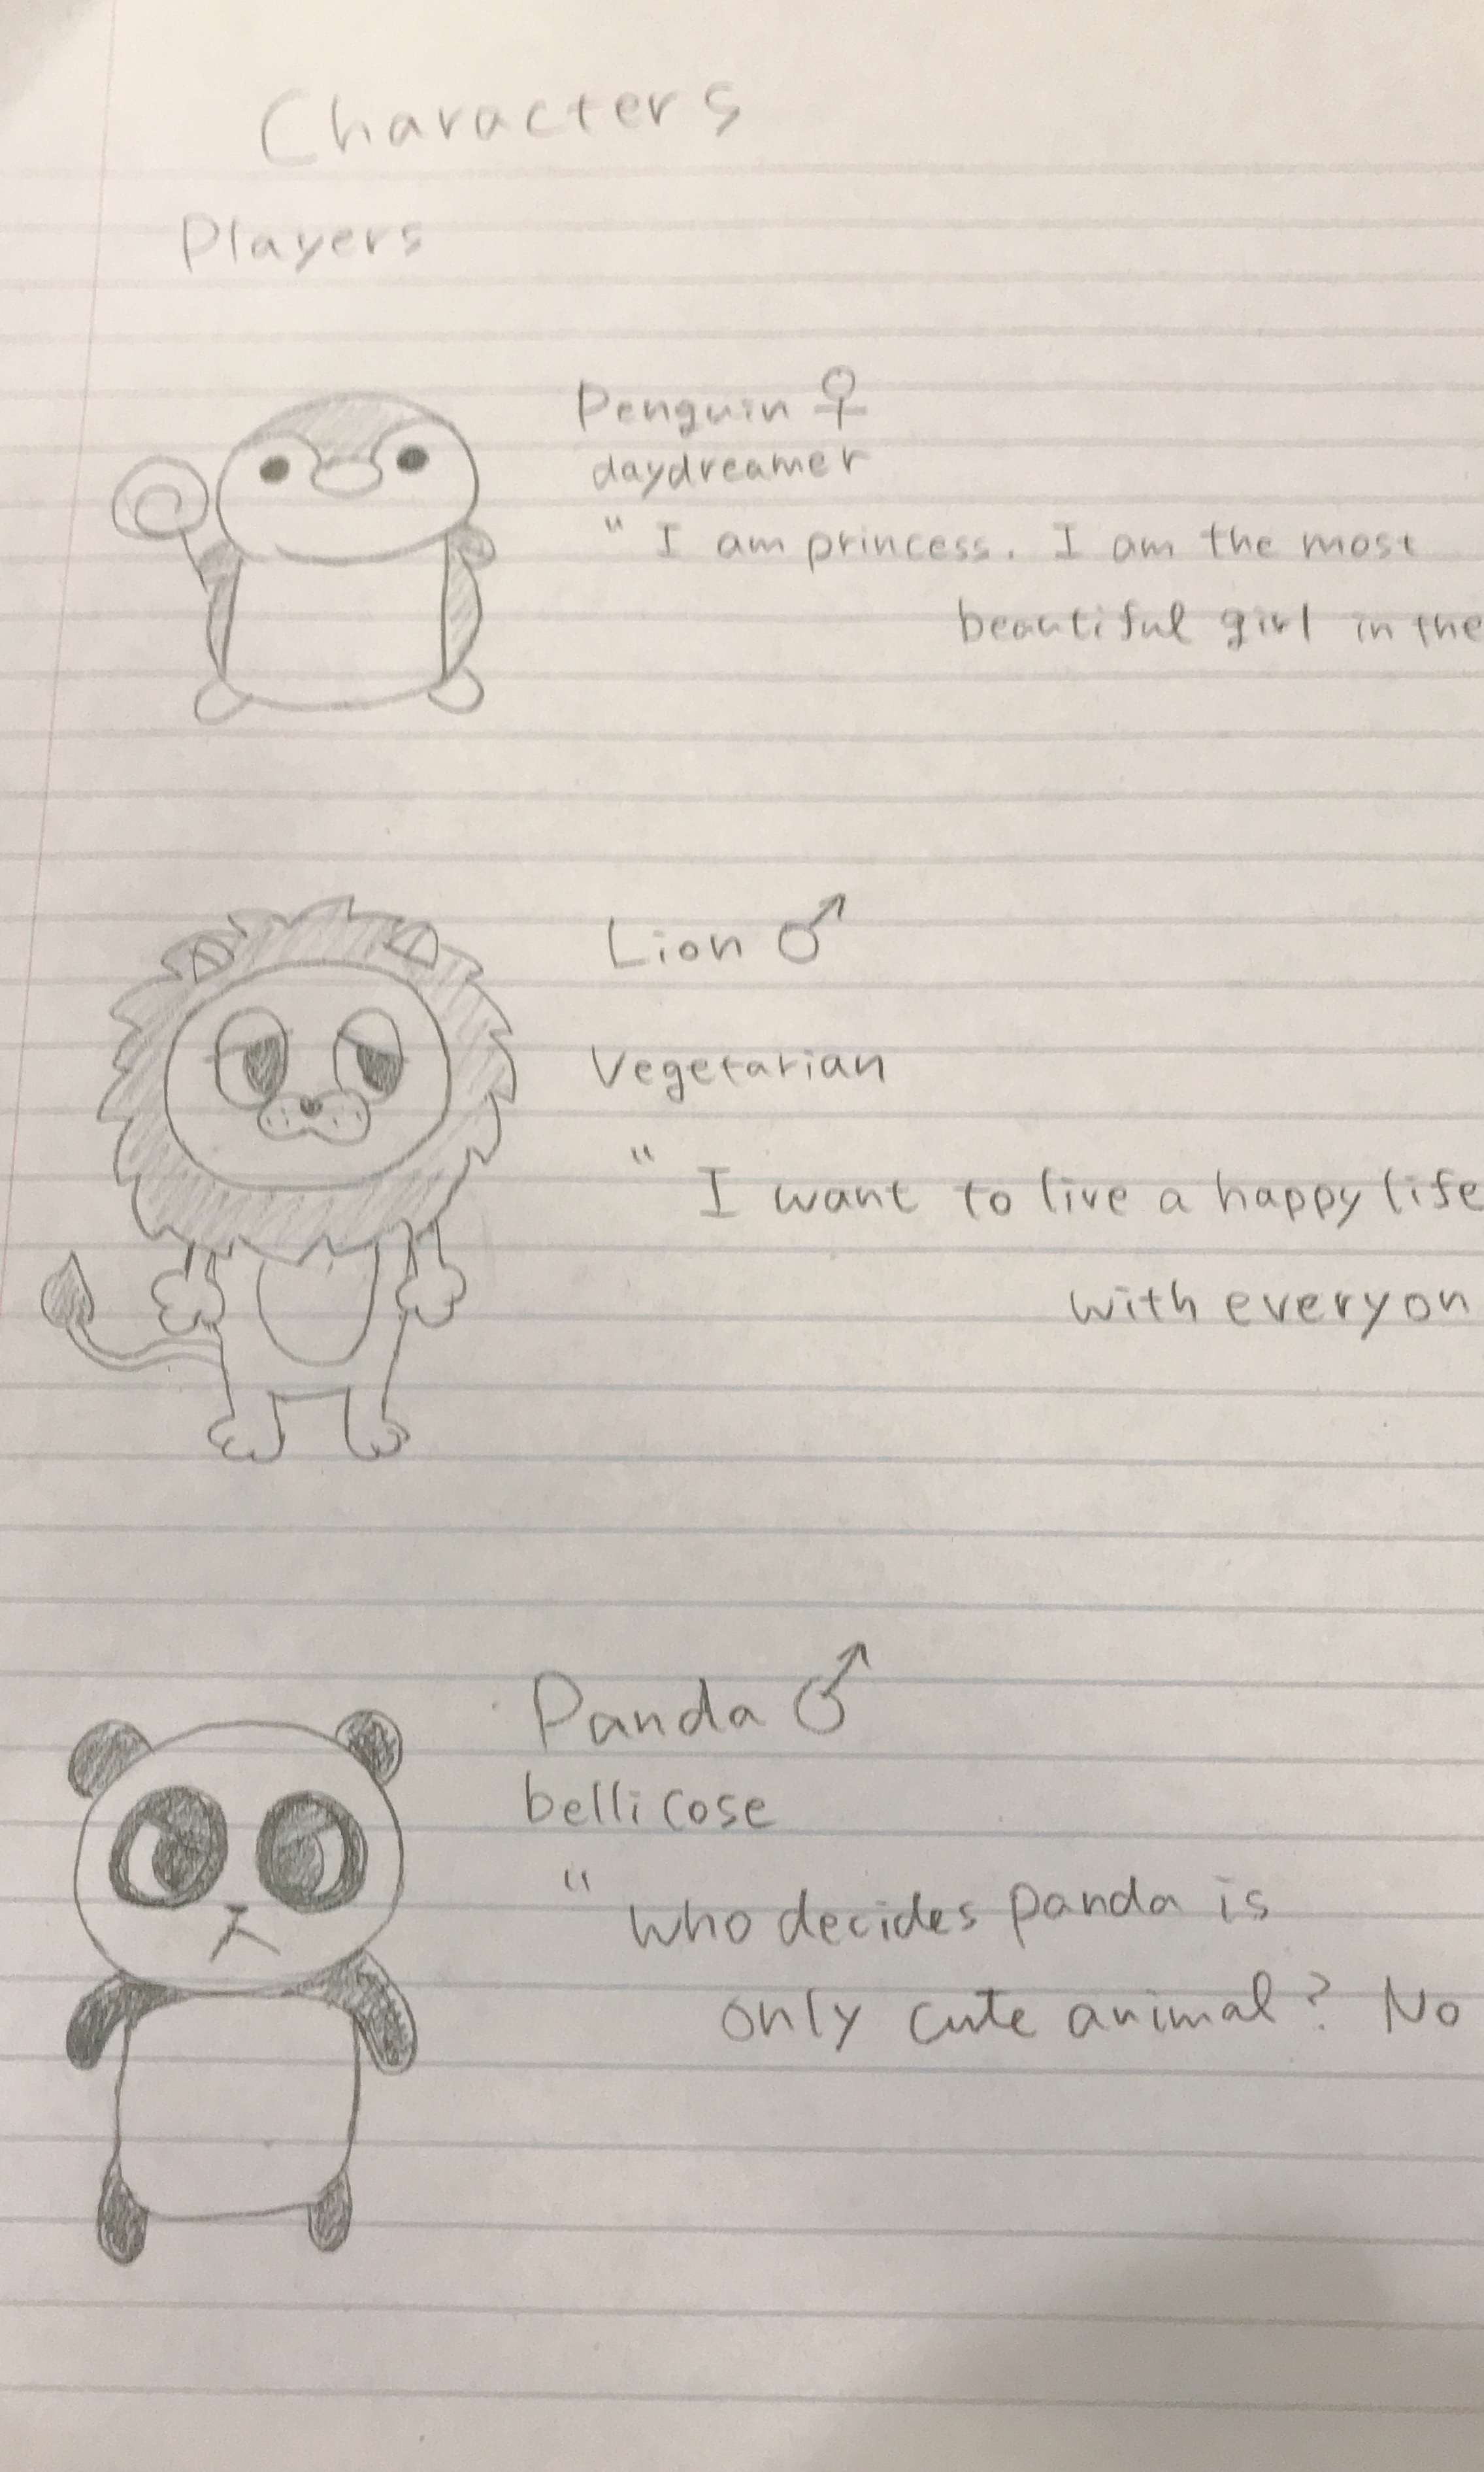 Characters
Players
Penguin ♀
daydreamer
" I am princess. I am the most
beautiful girl in the
Lion ♂
Vegetarian
" I want to live a happy life
with everyon
Panda ♂
bellicose
" who decides panda is
only cute animal? No